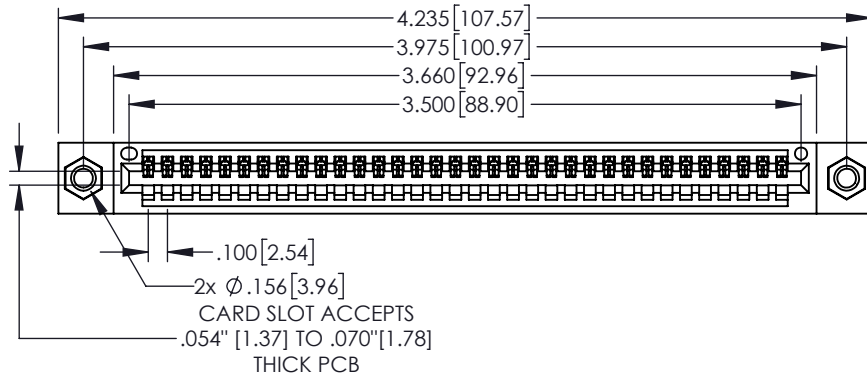 4.235[107.57]
3.975[100.97]
3.660[92.96]
3.500[88.90]
.100[2.54]
2x Ø.156[3.96]
CARD SLOT ACCEPTS
.054" [1.37] TO .070"[1.78]
THICK PCB